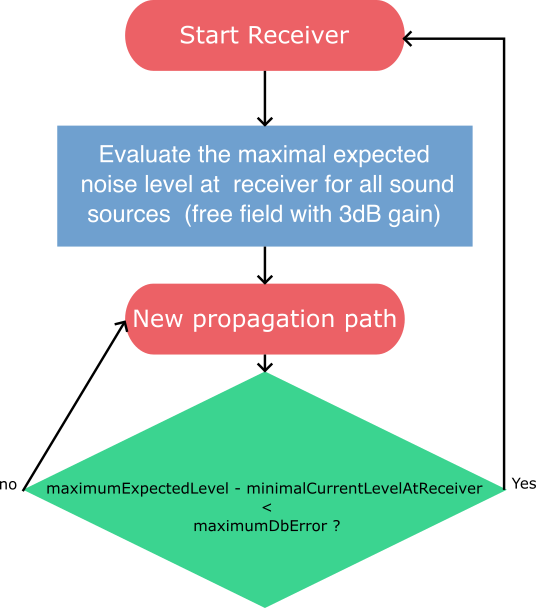 Start Receiver
Evaluate the maximal expected
noise level at receiver for all sound
sources (free field with 3dB gain)
New propagation path
no
maximumExpectedLevel - minimalCurrentLevelAtReceiver
<
maximumDbError ?
Yes